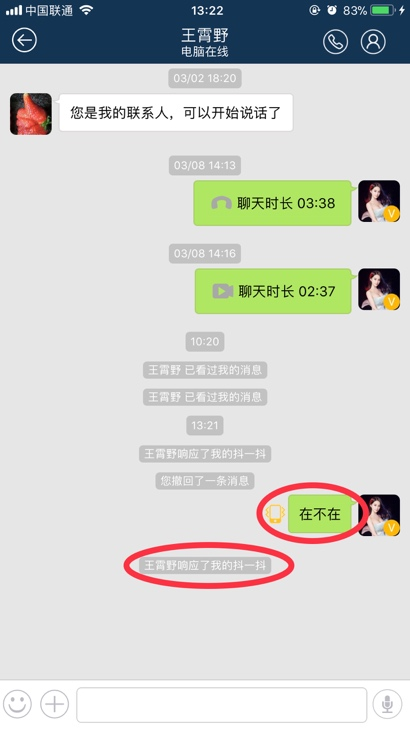 中国联通
13:22
83%
王霄野
电脑在线
03/02 18:20
您是我的联系人，可以开始说话了
03/08 14:13
聊天时长 03:38
V
03/08 14:16
聊天时长 02:37
V
10:20
王霄野 已看过我的消息
王霄野 已看过我的消息
13:21
王霄野响应了我的抖一抖
您撤回了一条消息
在不在
V
王霄野响应了我的抖一抖